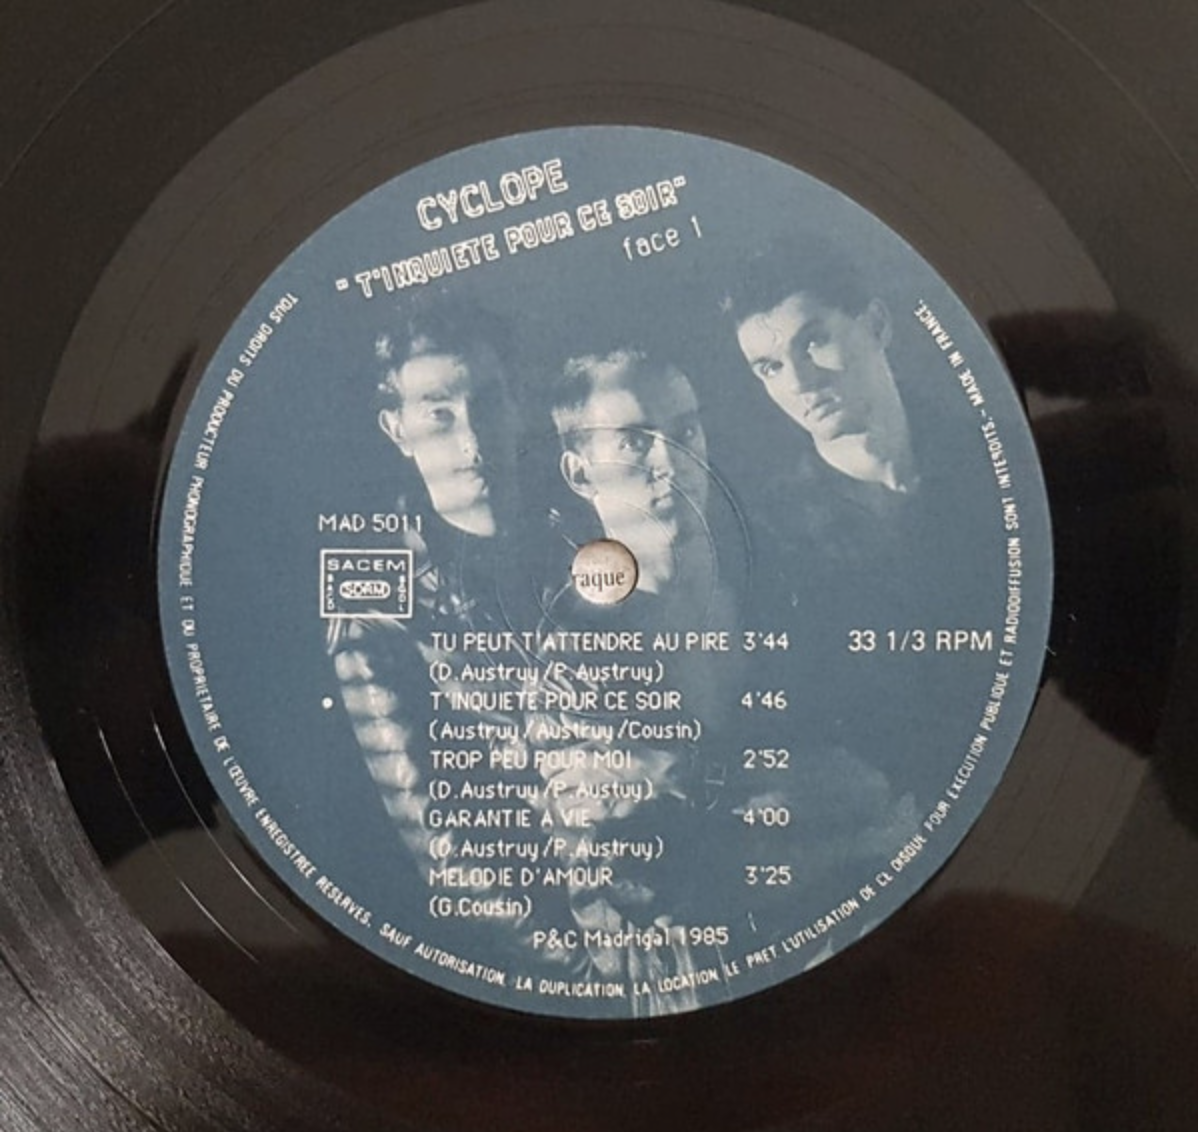 CYCLOPE
"T'INQUIETE POUR CE SOIR"
face 1
MAD 5011
SACEM
SDRM
raque
TU PEUT T'ATTENDRE AU PIRE 3'44
33 1/3 RPM
(D.Austruy/P.Austruy)
T'INQUIETE POUR CE SOIR 4'46
(Austruy/Austruy/Cousin)
TROP PEU POUR MOI 2'52
(D.Austruy/P.Austuy)
GARANTIE A VIE 4'00
(D.Austruy/P.Austruy)
MELODIE D'AMOUR 3'25
(G.Cousin)
P&C Madrigal 1985
TOUS DROITS DU PRODUCTEUR PHONOGRAPHIQUE ET DU PROPRIETAIRE DE L'ŒUVRE ENREGISTREE RESERVES. SAUF AUTORISATION, LA DUPLICATION, LA LOCATION, LE PRET L'UTILISATION DE CE DISQUE POUR EXECUTION PUBLIQUE ET RADIODIFFUSION SONT INTERDITS.- MADE IN FRANCE.